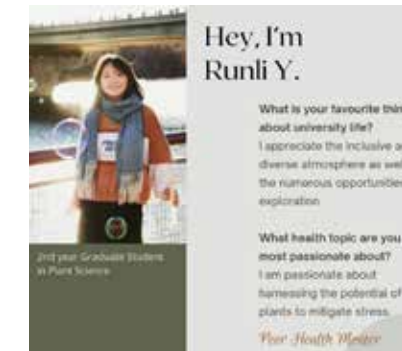 Hey, I'm
Runli Y.
What is your favourite thin
about university life?
I appreciate the inclusive a
diverse atmosphere as wel
the numerous opportunities
exploration
What health topic are you
most passionate about?
I am passionate about
harnessing the potential of
plants to mitigate stress.
Peer Health Mentor
2nd year Graduate Student
in Plant Science